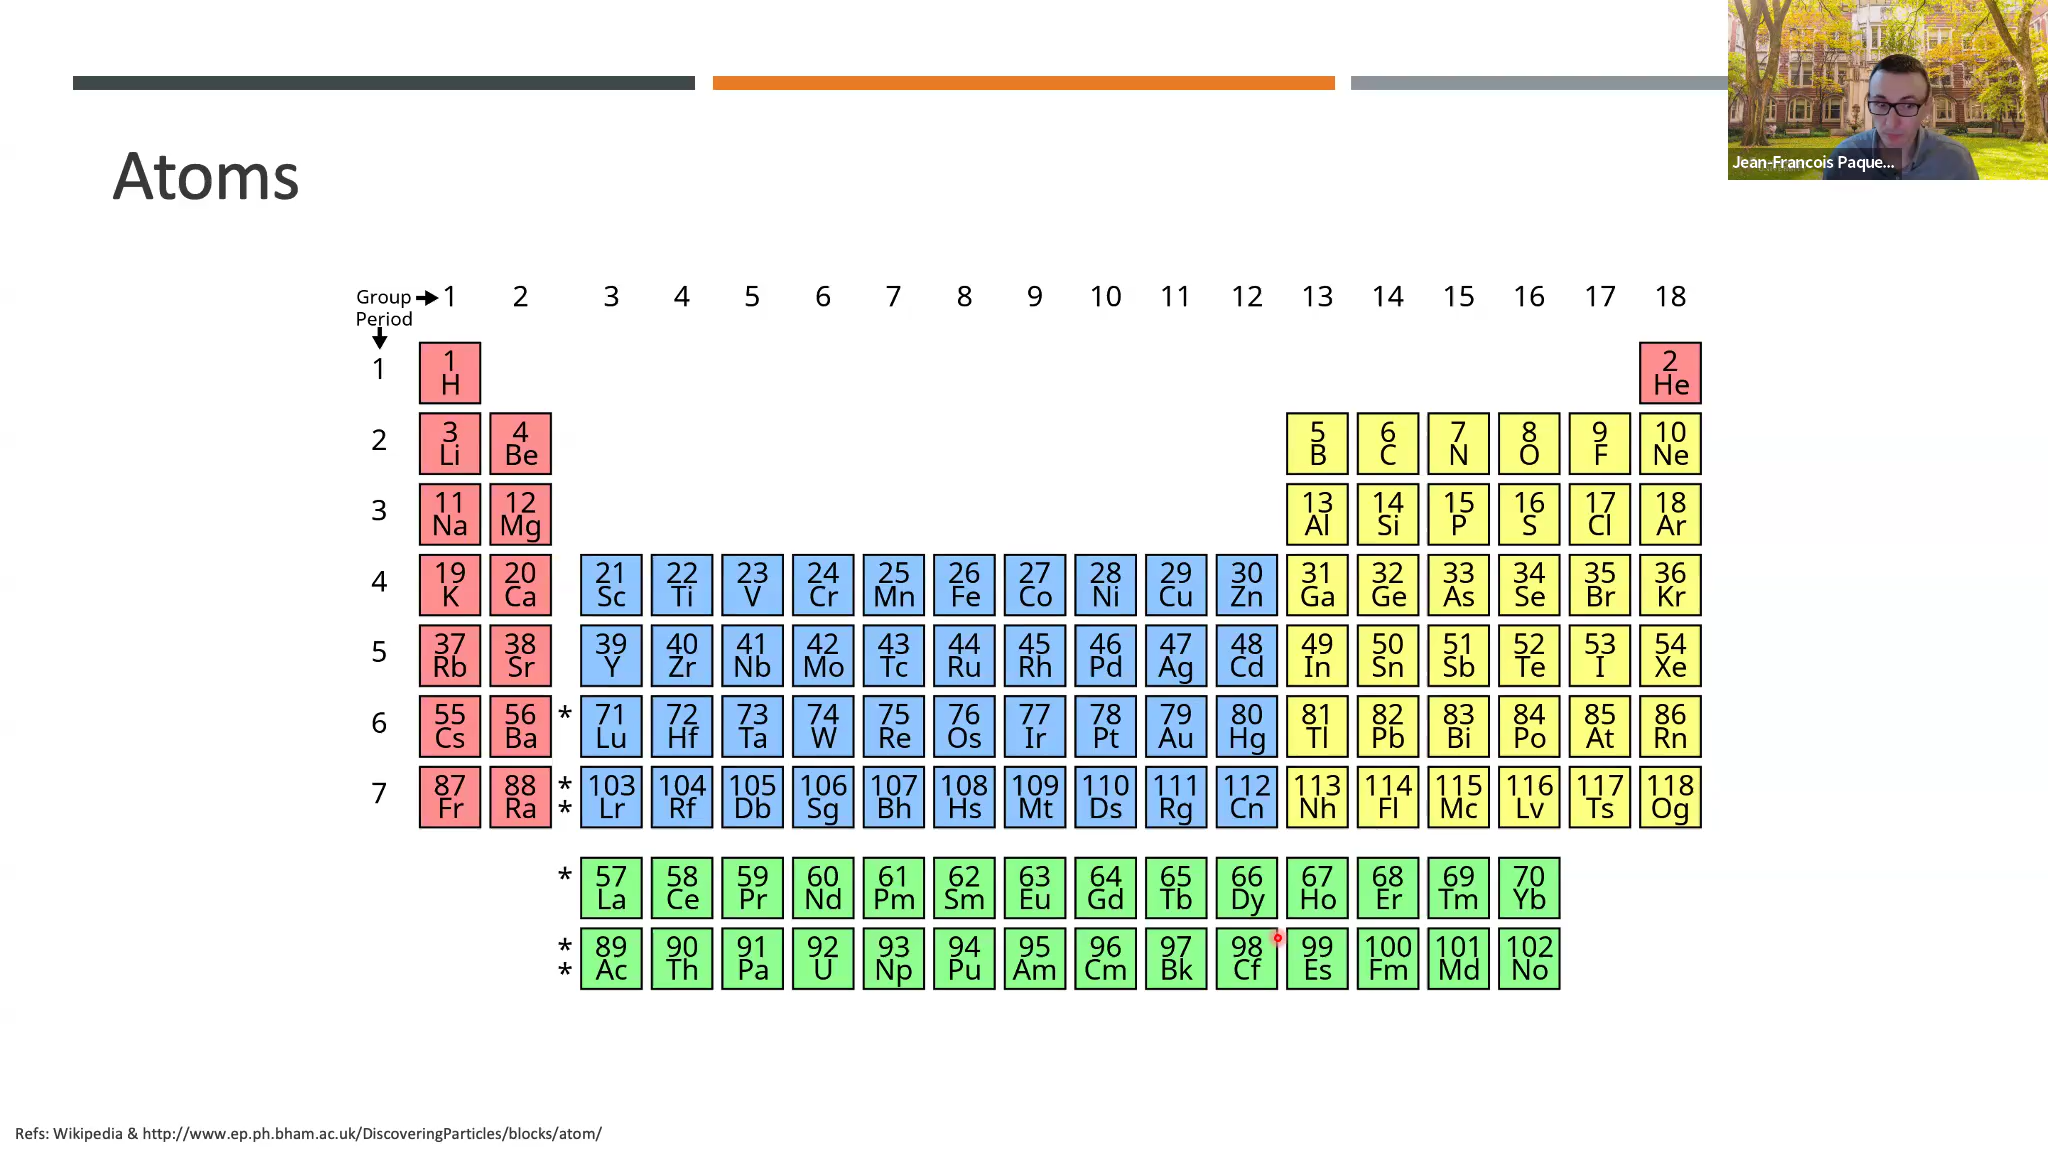 Jean-Francois Paque...
Atoms
Group 1 2 3 4 5 6 7 8 9 10 11 12 13 14 15 16 17 18
Period
1 1 H 2 He
2 3 Li 4 Be 5 B 6 C 7 N 8 O 9 F 10 Ne
3 11 Na 12 Mg 13 Al 14 Si 15 P 16 S 17 Cl 18 Ar
4 19 K 20 Ca 21 Sc 22 Ti 23 V 24 Cr 25 Mn 26 Fe 27 Co 28 Ni 29 Cu 30 Zn 31 Ga 32 Ge 33 As 34 Se 35 Br 36 Kr
5 37 Rb 38 Sr 39 Y 40 Zr 41 Nb 42 Mo 43 Tc 44 Ru 45 Rh 46 Pd 47 Ag 48 Cd 49 In 50 Sn 51 Sb 52 Te 53 I 54 Xe
6 55 Cs 56 Ba * 71 Lu 72 Hf 73 Ta 74 W 75 Re 76 Os 77 Ir 78 Pt 79 Au 80 Hg 81 Tl 82 Pb 83 Bi 84 Po 85 At 86 Rn
7 87 Fr 88 Ra * * 103 Lr 104 Rf 105 Db 106 Sg 107 Bh 108 Hs 109 Mt 110 Ds 111 Rg 112 Cn 113 Nh 114 Fl 115 Mc 116 Lv 117 Ts 118 Og
* 57 La 58 Ce 59 Pr 60 Nd 61 Pm 62 Sm 63 Eu 64 Gd 65 Tb 66 Dy 67 Ho 68 Er 69 Tm 70 Yb
* * 89 Ac 90 Th 91 Pa 92 U 93 Np 94 Pu 95 Am 96 Cm 97 Bk 98 Cf 99 Es 100 Fm 101 Md 102 No
Refs: Wikipedia & http://www.ep.ph.bham.ac.uk/DiscoveringParticles/blocks/atom/